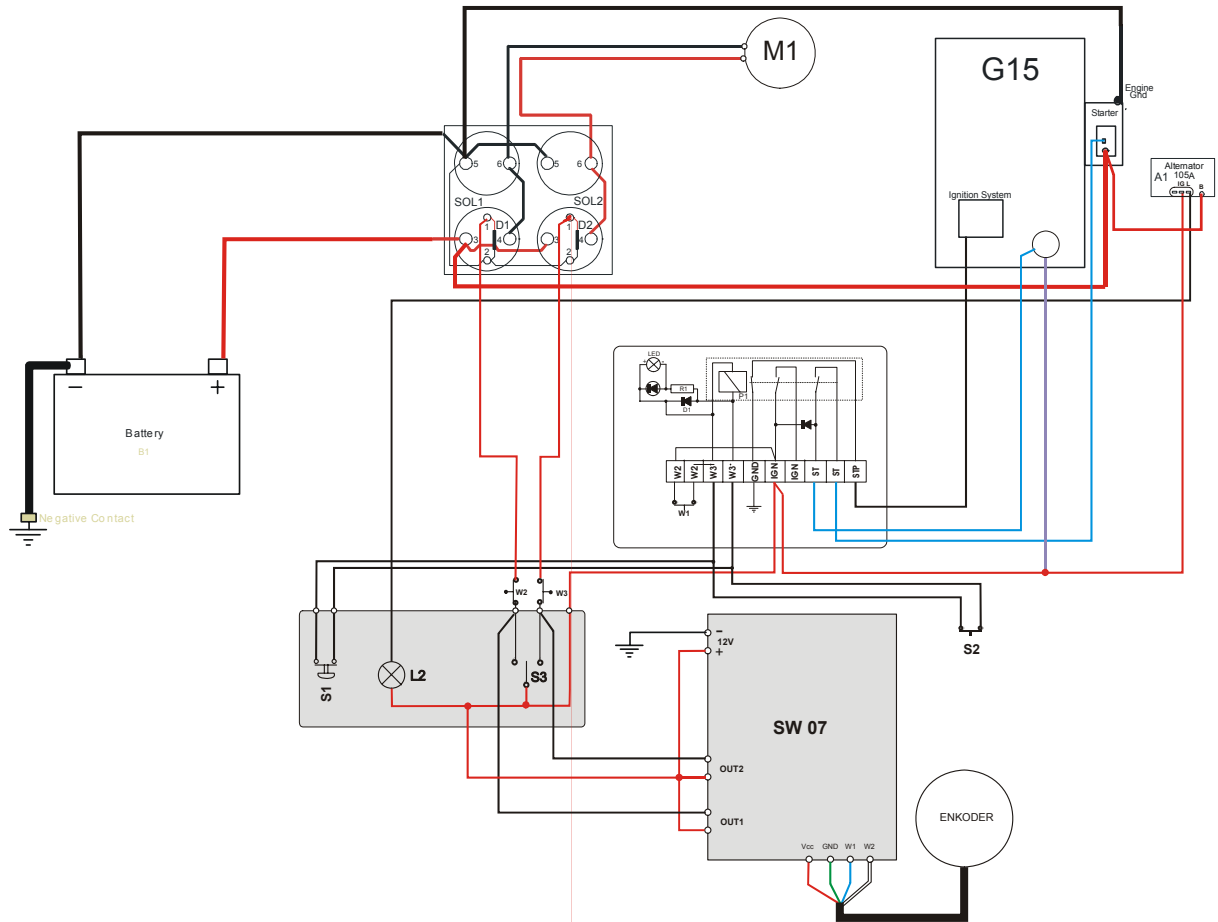 M1
G15
Engine
Gnd
Starter
Alternator
A1 105A
IG L
B
Ignition System
5 6 5 6
SOL1 SOL2
1 D1 1 D2
3 4 3 4
2 2
LED
+ -
R1
D1
P1
W2 W2 W3 W3 GND IGN IGN ST ST STP
W1
− +
Battery
B1
Negative Contact
W2 W3
S1
L2
S3
S2
−
12V
+
SW 07
OUT2
OUT1
Vcc GND W1 W2
ENKODER